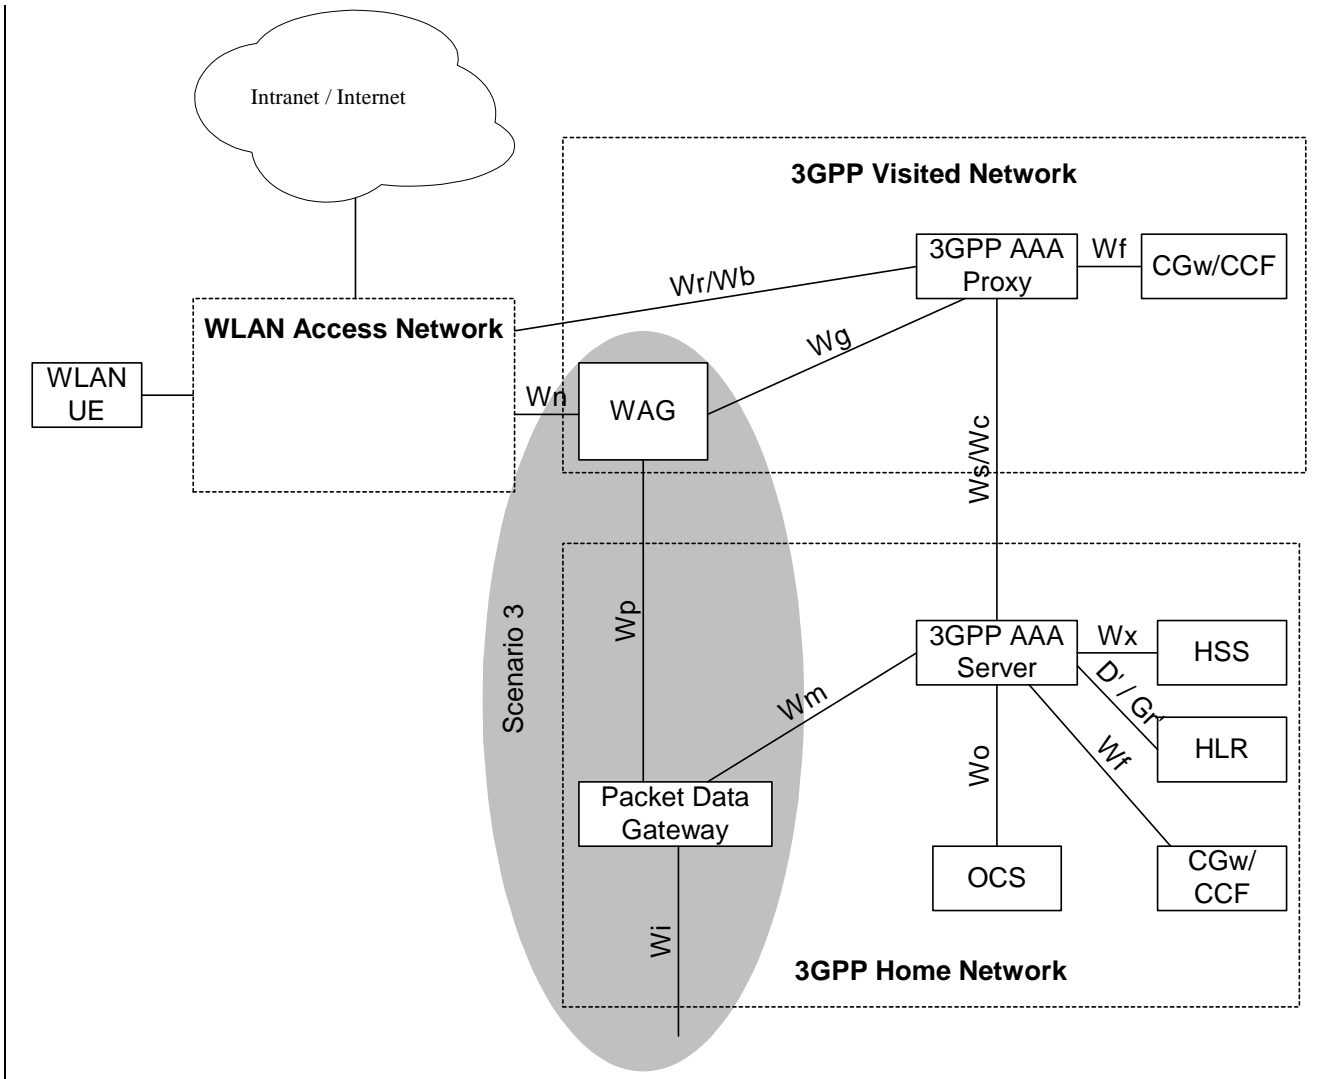 Intranet / Internet
3GPP Visited Network
3GPP AAA
Proxy
Wf
CGw/CCF
Wr/Wb
WLAN Access Network
Wg
WLAN
UE
Wn
WAG
Ws/Wc
Scenario 3
Wp
3GPP AAA
Server
Wx
HSS
D' / Gr'
HLR
Wm
Wo
Wf
Packet Data
Gateway
OCS
CGw/
CCF
Wi
3GPP Home Network